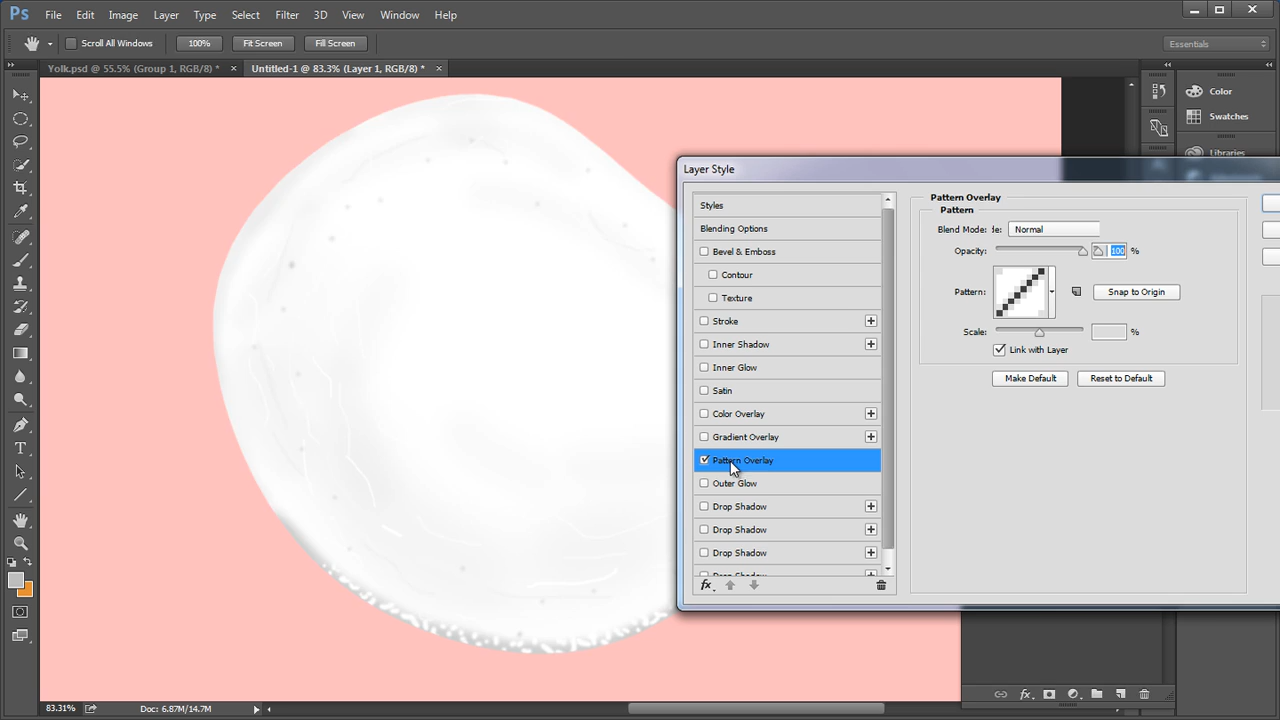 Ps File Edit Image Layer Type Select Filter 3D View Window Help
Scroll All Windows 100% Fit Screen Fill Screen Essentials
Yolk.psd @ 55.5% (Group 1, RGB/8) * × Untitled-1 @ 83.3% (Layer 1, RGB/8) * ×
Color
Swatches
Libraries
Layer Style
Styles
Blending Options
Bevel & Emboss
Contour
Texture
Stroke
Inner Shadow
Inner Glow
Satin
Color Overlay
Gradient Overlay
Pattern Overlay
Outer Glow
Drop Shadow
Drop Shadow
Drop Shadow
Drop Shadow
fx
Pattern Overlay
Pattern
Blend Mode: Normal
Opacity: 100 %
Pattern: Snap to Origin
Scale: %
Link with Layer
Make Default Reset to Default
T
fx
83.31% Doc: 6.87M/14.7M